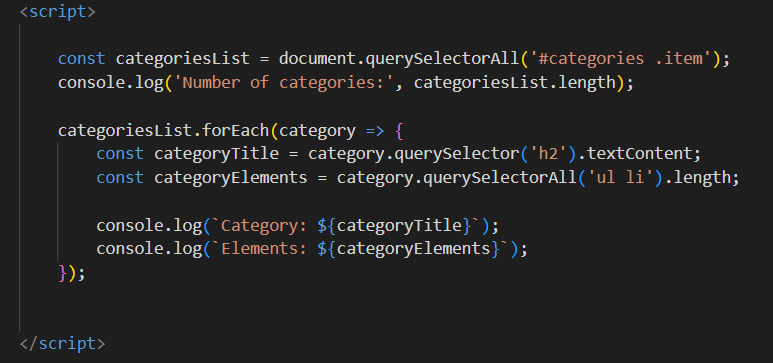 <script>
const categoriesList = document.querySelectorAll('#categories .item');
console.log('Number of categories:', categoriesList.length);
categoriesList.forEach(category => {
const categoryTitle = category.querySelector('h2').textContent;
const categoryElements = category.querySelectorAll('ul li').length;
console.log(`Category: ${categoryTitle}`);
console.log(`Elements: ${categoryElements}`);
});
</script>